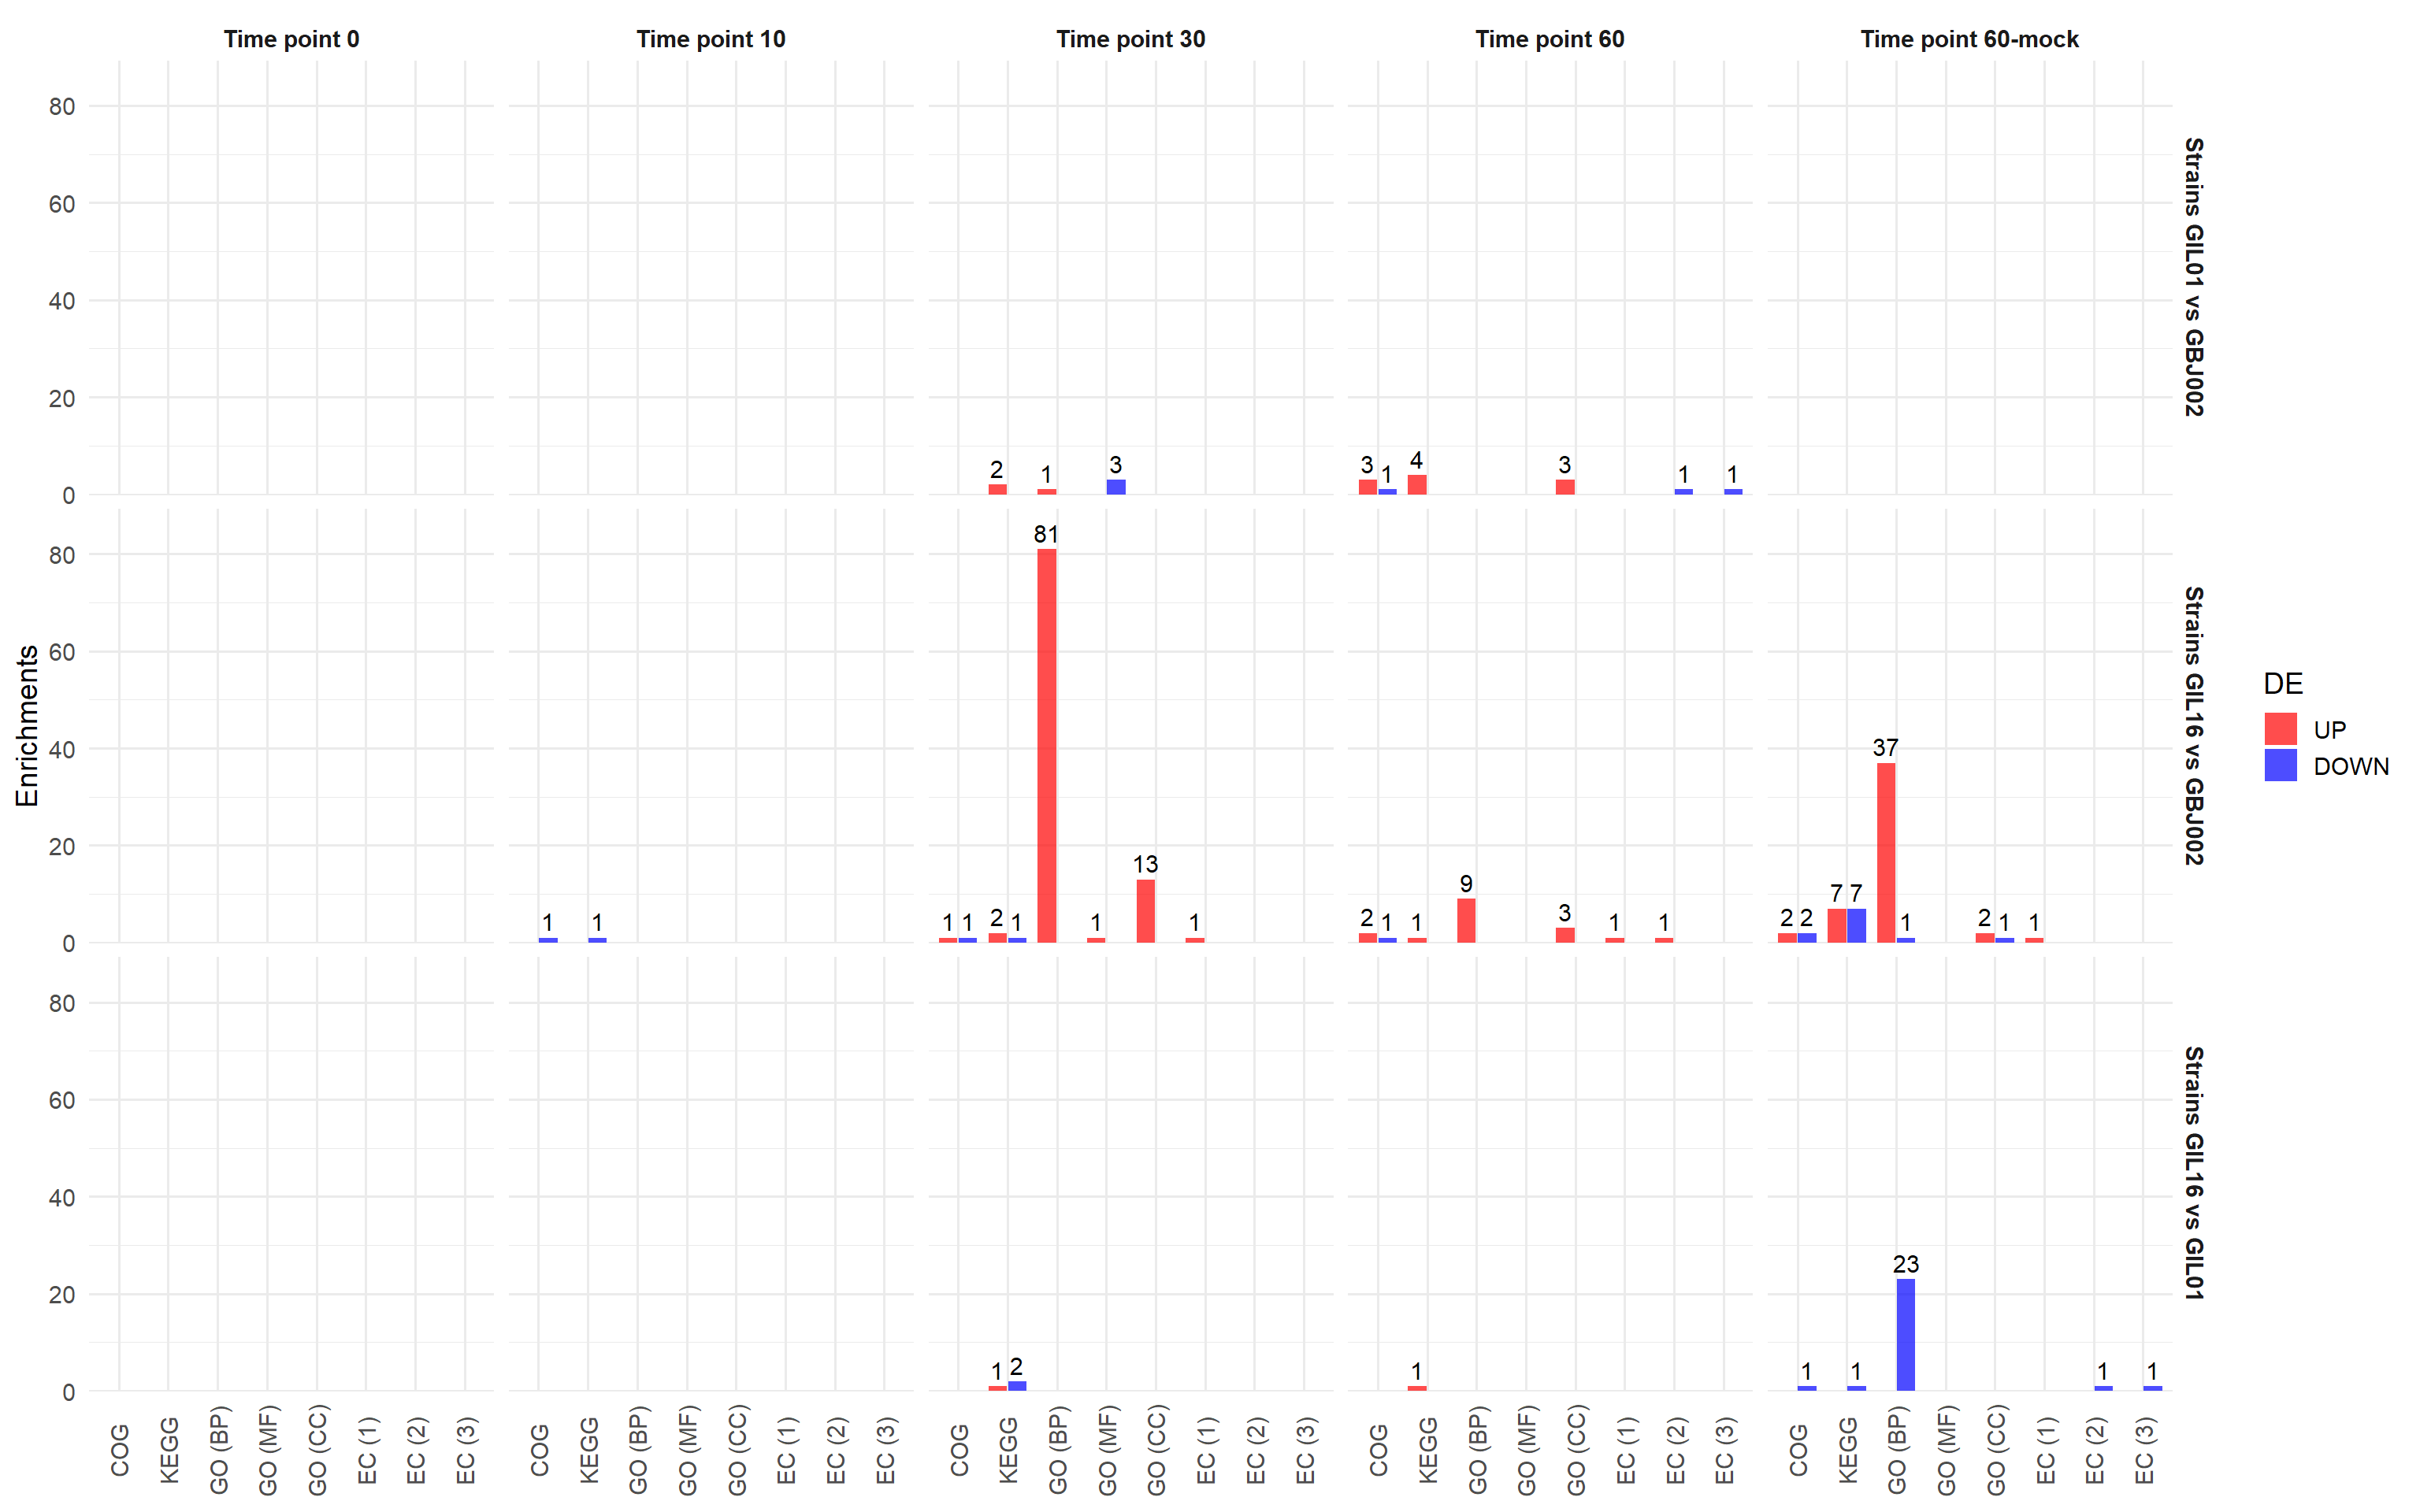 Time point 0 Time point 10 Time point 30 Time point 60 Time point 60-mock
80
60
40
20
0
2 1 3
3 1 4 3 1 1
Strains GIL01 vs GBJ002
Enrichments
80
60
40
20
0
1 1
1 1 2 1 81 1 13 1
2 1 1 9 3 1 1
2 2 7 7 37 1 2 1 1
Strains GIL16 vs GBJ002
80
60
40
20
0
1 2
1
1 1 23 1 1
Strains GIL16 vs GIL01
COG KEGG GO (BP) GO (MF) GO (CC) EC (1) EC (2) EC (3)
COG KEGG GO (BP) GO (MF) GO (CC) EC (1) EC (2) EC (3)
COG KEGG GO (BP) GO (MF) GO (CC) EC (1) EC (2) EC (3)
COG KEGG GO (BP) GO (MF) GO (CC) EC (1) EC (2) EC (3)
COG KEGG GO (BP) GO (MF) GO (CC) EC (1) EC (2) EC (3)
DE
UP
DOWN